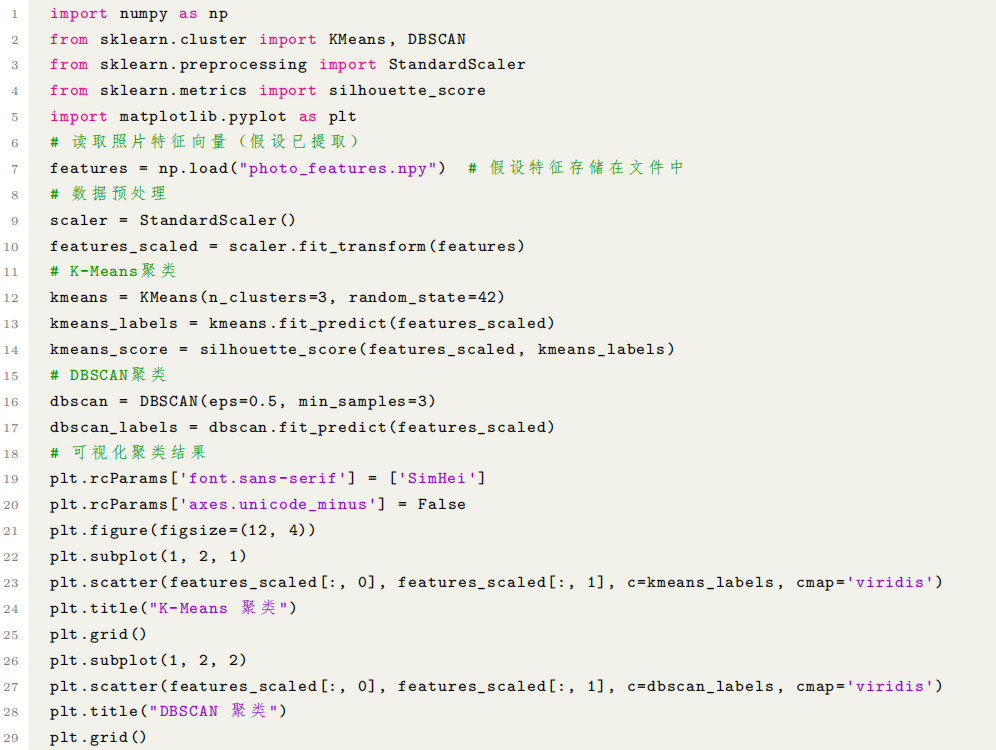 1 import numpy as np
2 from sklearn.cluster import KMeans, DBSCAN
3 from sklearn.preprocessing import StandardScaler
4 from sklearn.metrics import silhouette_score
5 import matplotlib.pyplot as plt
6 # 读取照片特征向量（假设已提取）
7 features = np.load("photo_features.npy")  # 假设特征存储在文件中
8 # 数据预处理
9 scaler = StandardScaler()
10 features_scaled = scaler.fit_transform(features)
11 # K-Means聚类
12 kmeans = KMeans(n_clusters=3, random_state=42)
13 kmeans_labels = kmeans.fit_predict(features_scaled)
14 kmeans_score = silhouette_score(features_scaled, kmeans_labels)
15 # DBSCAN聚类
16 dbscan = DBSCAN(eps=0.5, min_samples=3)
17 dbscan_labels = dbscan.fit_predict(features_scaled)
18 # 可视化聚类结果
19 plt.rcParams['font.sans-serif'] = ['SimHei']
20 plt.rcParams['axes.unicode_minus'] = False
21 plt.figure(figsize=(12, 4))
22 plt.subplot(1, 2, 1)
23 plt.scatter(features_scaled[:, 0], features_scaled[:, 1], c=kmeans_labels, cmap='viridis')
24 plt.title("K-Means 聚类")
25 plt.grid()
26 plt.subplot(1, 2, 2)
27 plt.scatter(features_scaled[:, 0], features_scaled[:, 1], c=dbscan_labels, cmap='viridis')
28 plt.title("DBSCAN 聚类")
29 plt.grid()